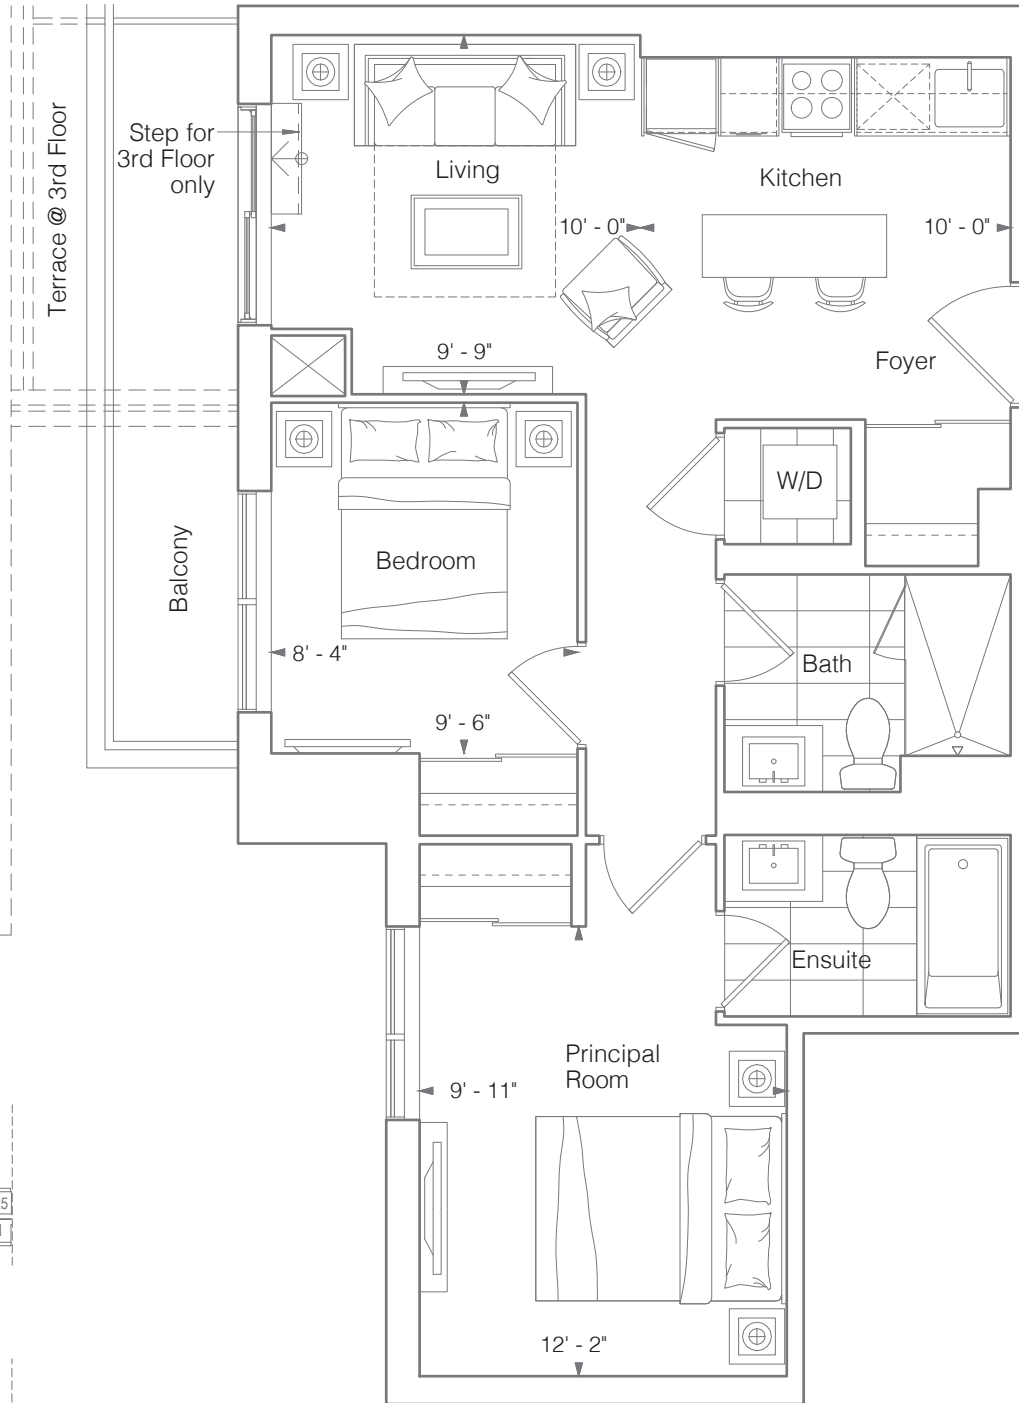 Terrace @ 3rd Floor
Step for
3rd Floor
only
Living
Kitchen
10' - 0"
10' - 0"
9' - 9"
Foyer
W/D
Balcony
Bedroom
8' - 4"
Bath
9' - 6"
Ensuite
Principal
Room
9' - 11"
5
12' - 2"